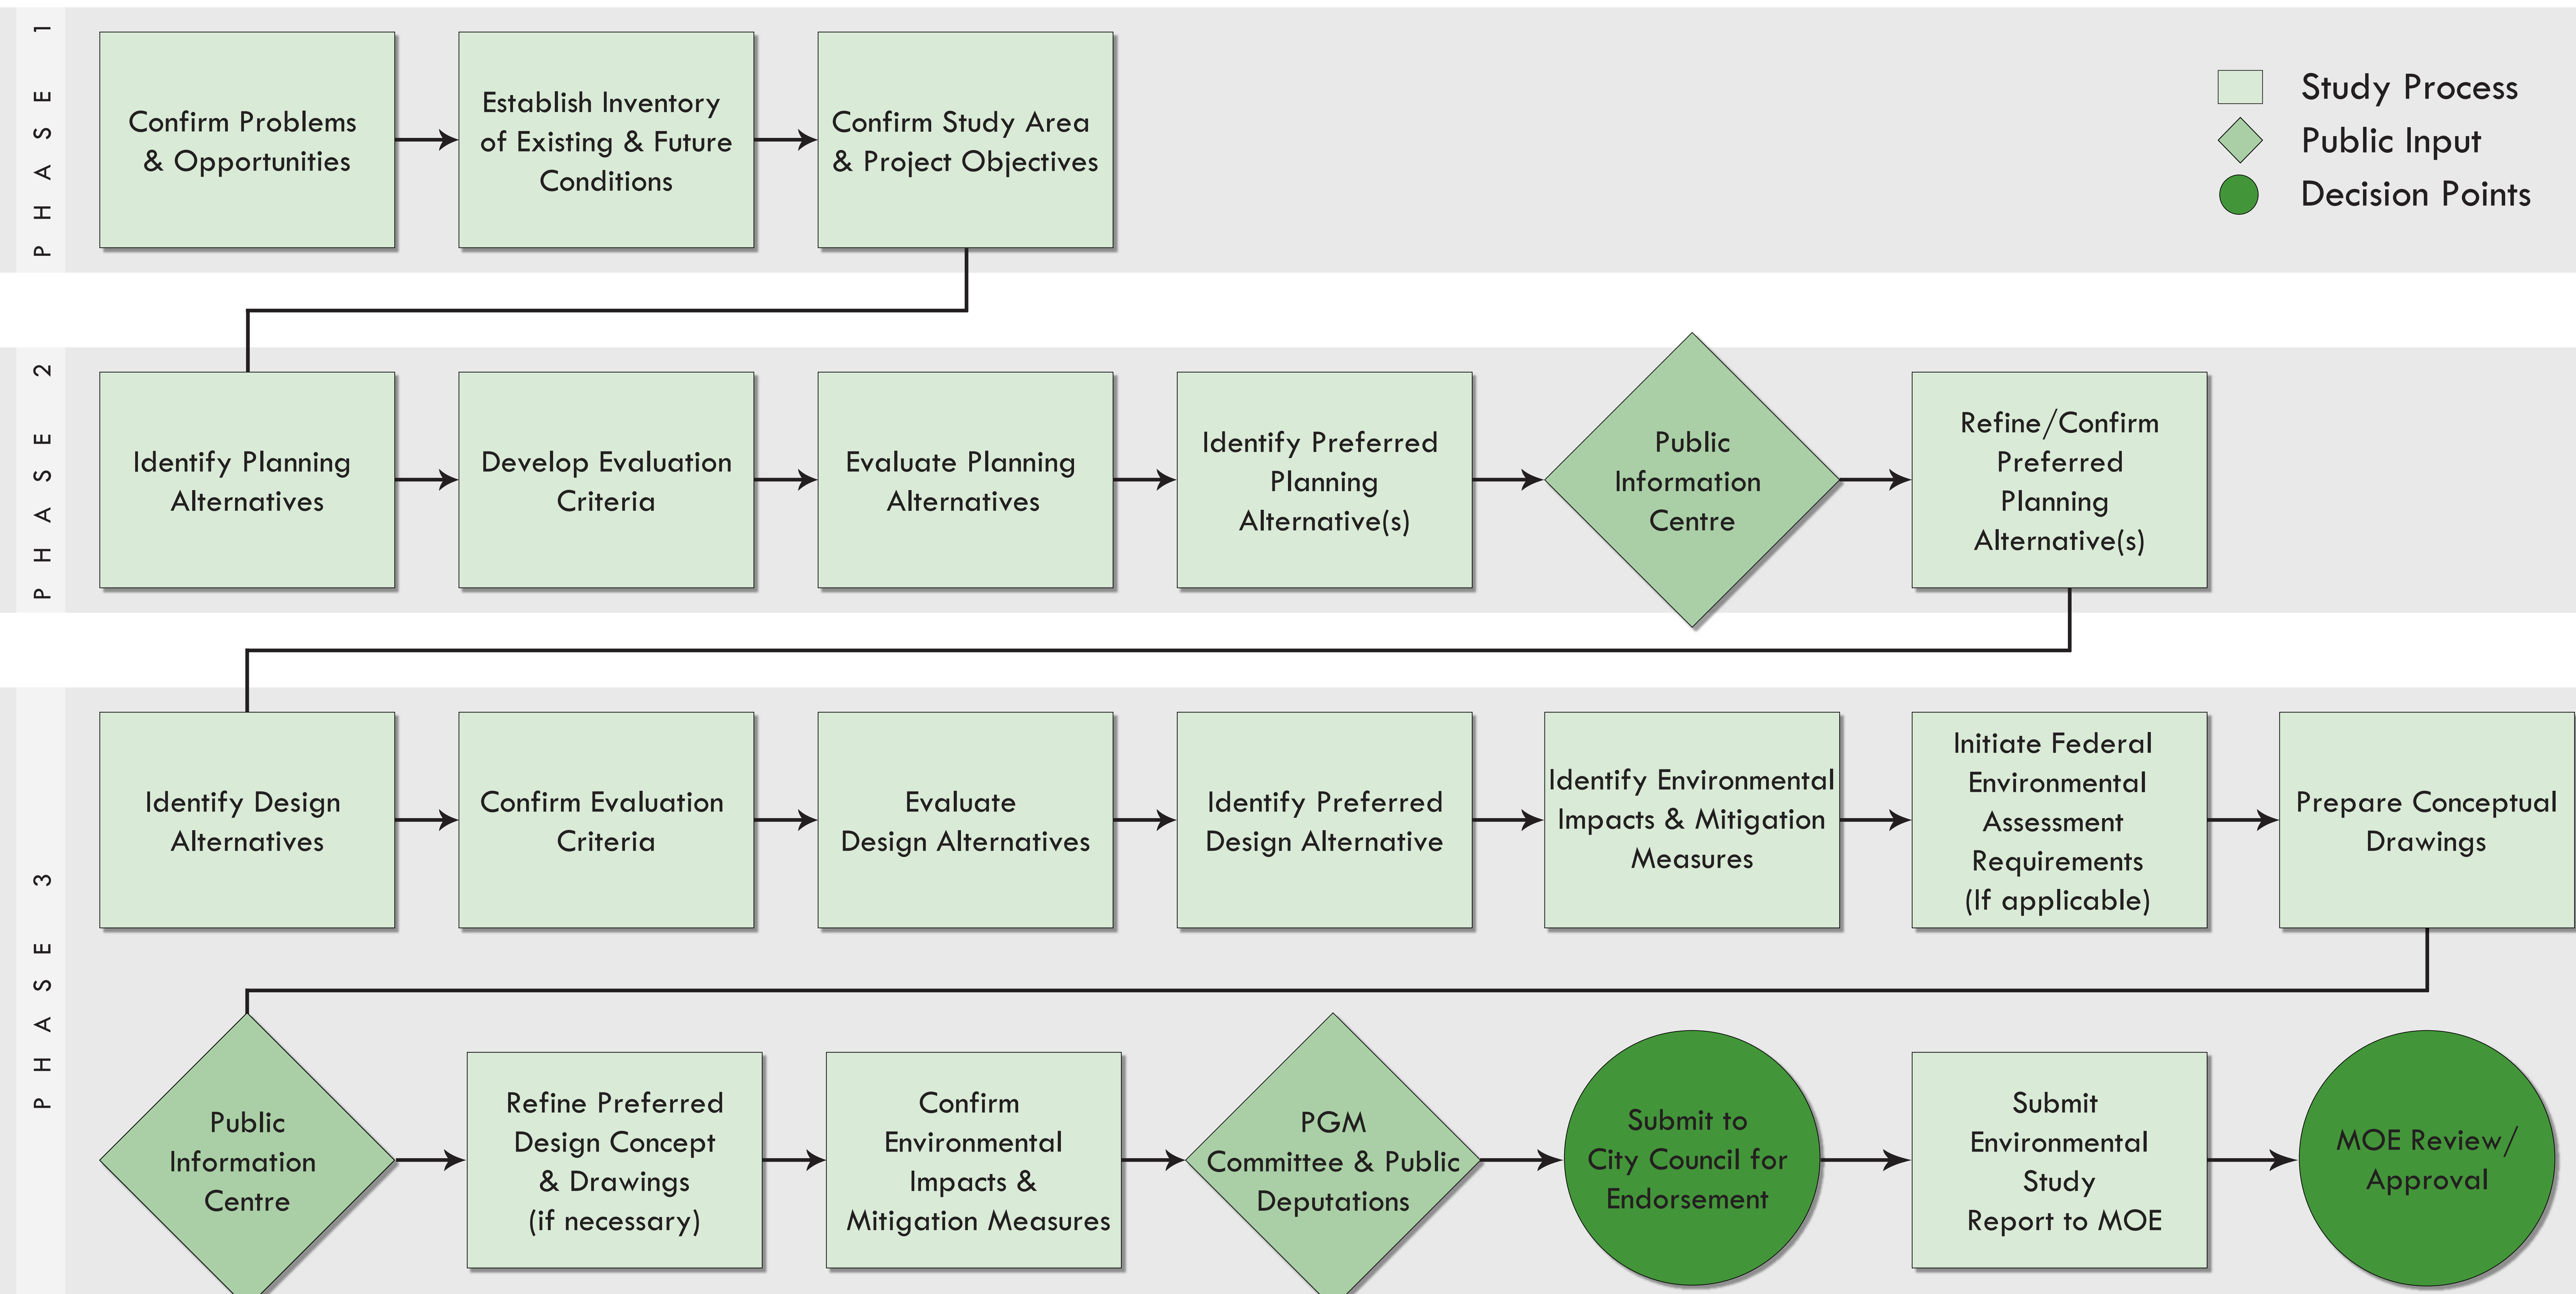 PHASE 1
Confirm Problems
& Opportunities
Establish Inventory
of Existing & Future
Conditions
Confirm Study Area
& Project Objectives
Study Process
Public Input
Decision Points
PHASE 2
Identify Planning
Alternatives
Develop Evaluation
Criteria
Evaluate Planning
Alternatives
Identify Preferred
Planning
Alternative(s)
Public
Information
Centre
Refine/Confirm
Preferred
Planning
Alternative(s)
PHASE 3
Identify Design
Alternatives
Confirm Evaluation
Criteria
Evaluate
Design Alternatives
Identify Preferred
Design Alternative
Identify Environmental
Impacts & Mitigation
Measures
Initiate Federal
Environmental
Assessment
Requirements
(If applicable)
Prepare Conceptual
Drawings
Public
Information
Centre
Refine Preferred
Design Concept
& Drawings
(if necessary)
Confirm
Environmental
Impacts &
Mitigation Measures
PGM
Committee & Public
Deputations
Submit to
City Council for
Endorsement
Submit
Environmental
Study
Report to MOE
MOE Review/
Approval